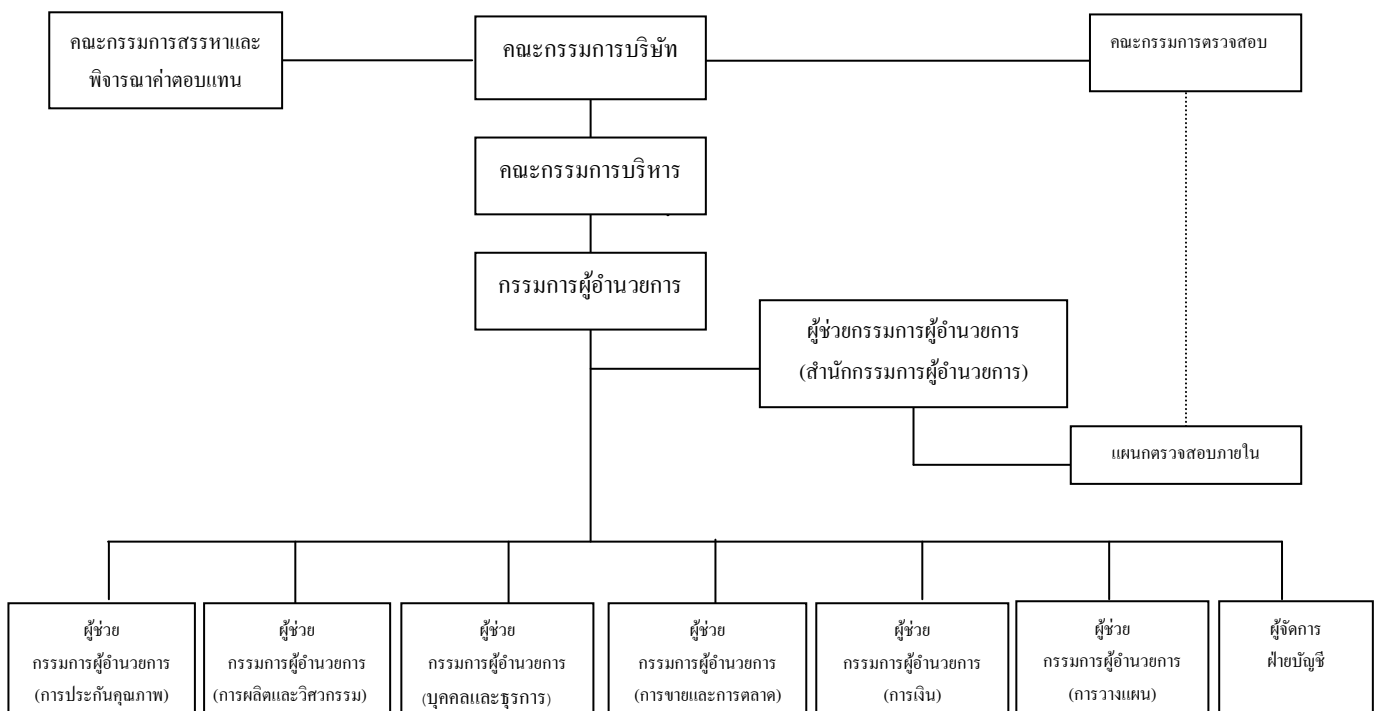 คณะกรรมการสรรหาและ
พิจารณาค่าตอบแทน
คณะกรรมการบริษัท
คณะกรรมการตรวจสอบ
คณะกรรมการบริหาร
กรรมการผู้อำนวยการ
ผู้ช่วยกรรมการผู้อำนวยการ
(สำนักกรรมการผู้อำนวยการ)
แผนกตรวจสอบภายใน
ผู้ช่วย
กรรมการผู้อำนวยการ
(การประกันคุณภาพ)
ผู้ช่วย
กรรมการผู้อำนวยการ
(การผลิตและวิศวกรรม)
ผู้ช่วย
กรรมการผู้อำนวยการ
(บุคคลและธุรการ)
ผู้ช่วย
กรรมการผู้อำนวยการ
(การขายและการตลาด)
ผู้ช่วย
กรรมการผู้อำนวยการ
(การเงิน)
ผู้ช่วย
กรรมการผู้อำนวยการ
(การวางแผน)
ผู้จัดการ
ฝ่ายบัญชี